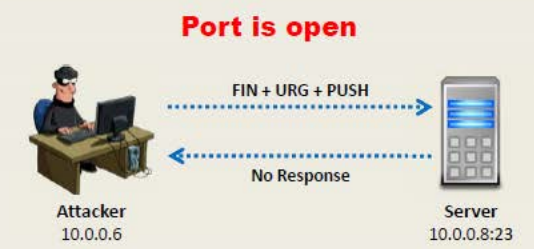 Port is open
FIN + URG + PUSH
No Response
Attacker
10.0.0.6
Server
10.0.0.8:23